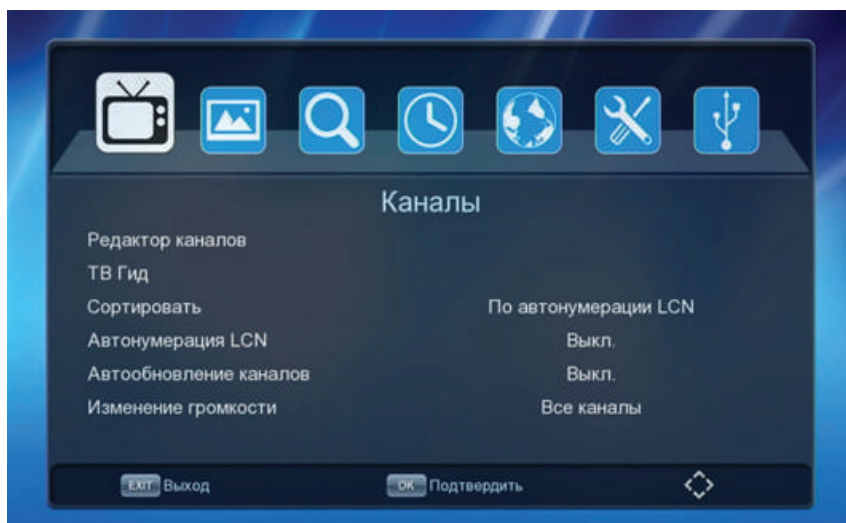 Каналы
Редактор каналов
ТВ Гид
Сортировать По автонумерации LCN
Автонумерация LCN Выкл.
Автообновление каналов Выкл.
Изменение громкости Все каналы
EXIT Выход OK Подтвердить